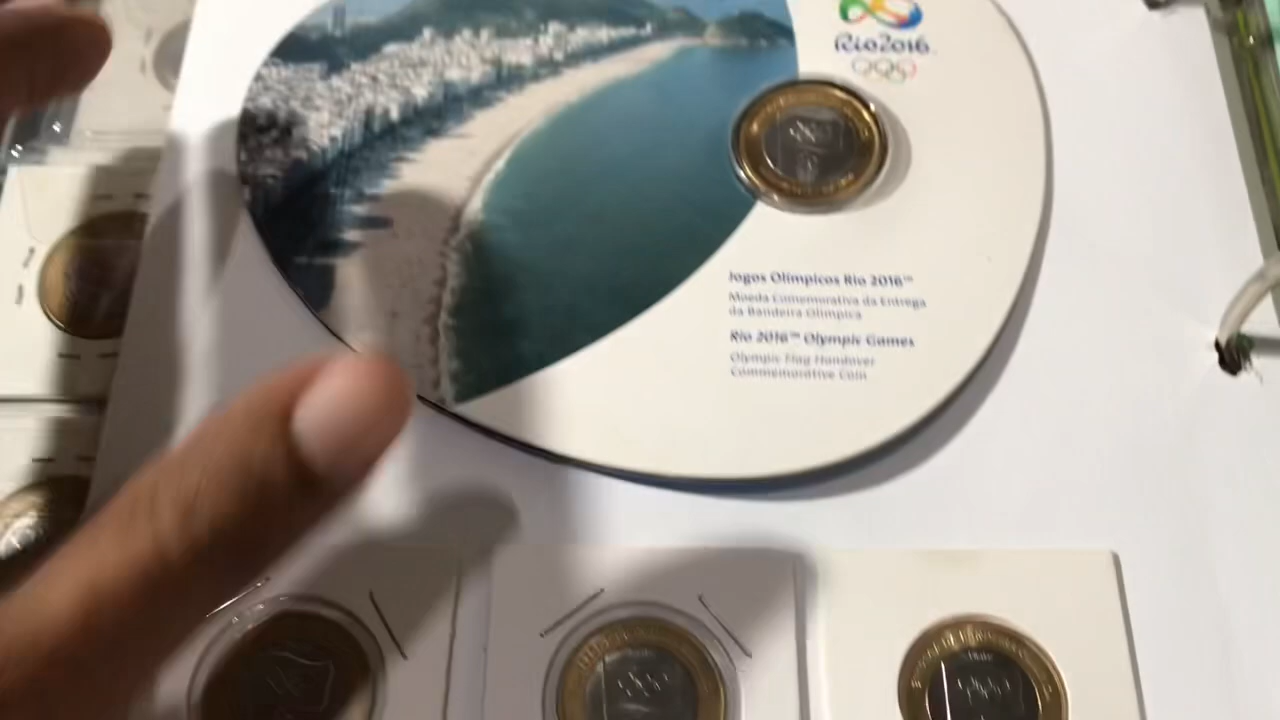 Rio2016
Jogos Olímpicos Rio 2016™
Moeda Comemorativa da Entrega
da Bandeira Olímpica
Rio 2016™ Olympic Games
Olympic Flag Handover
Commemorative Coin